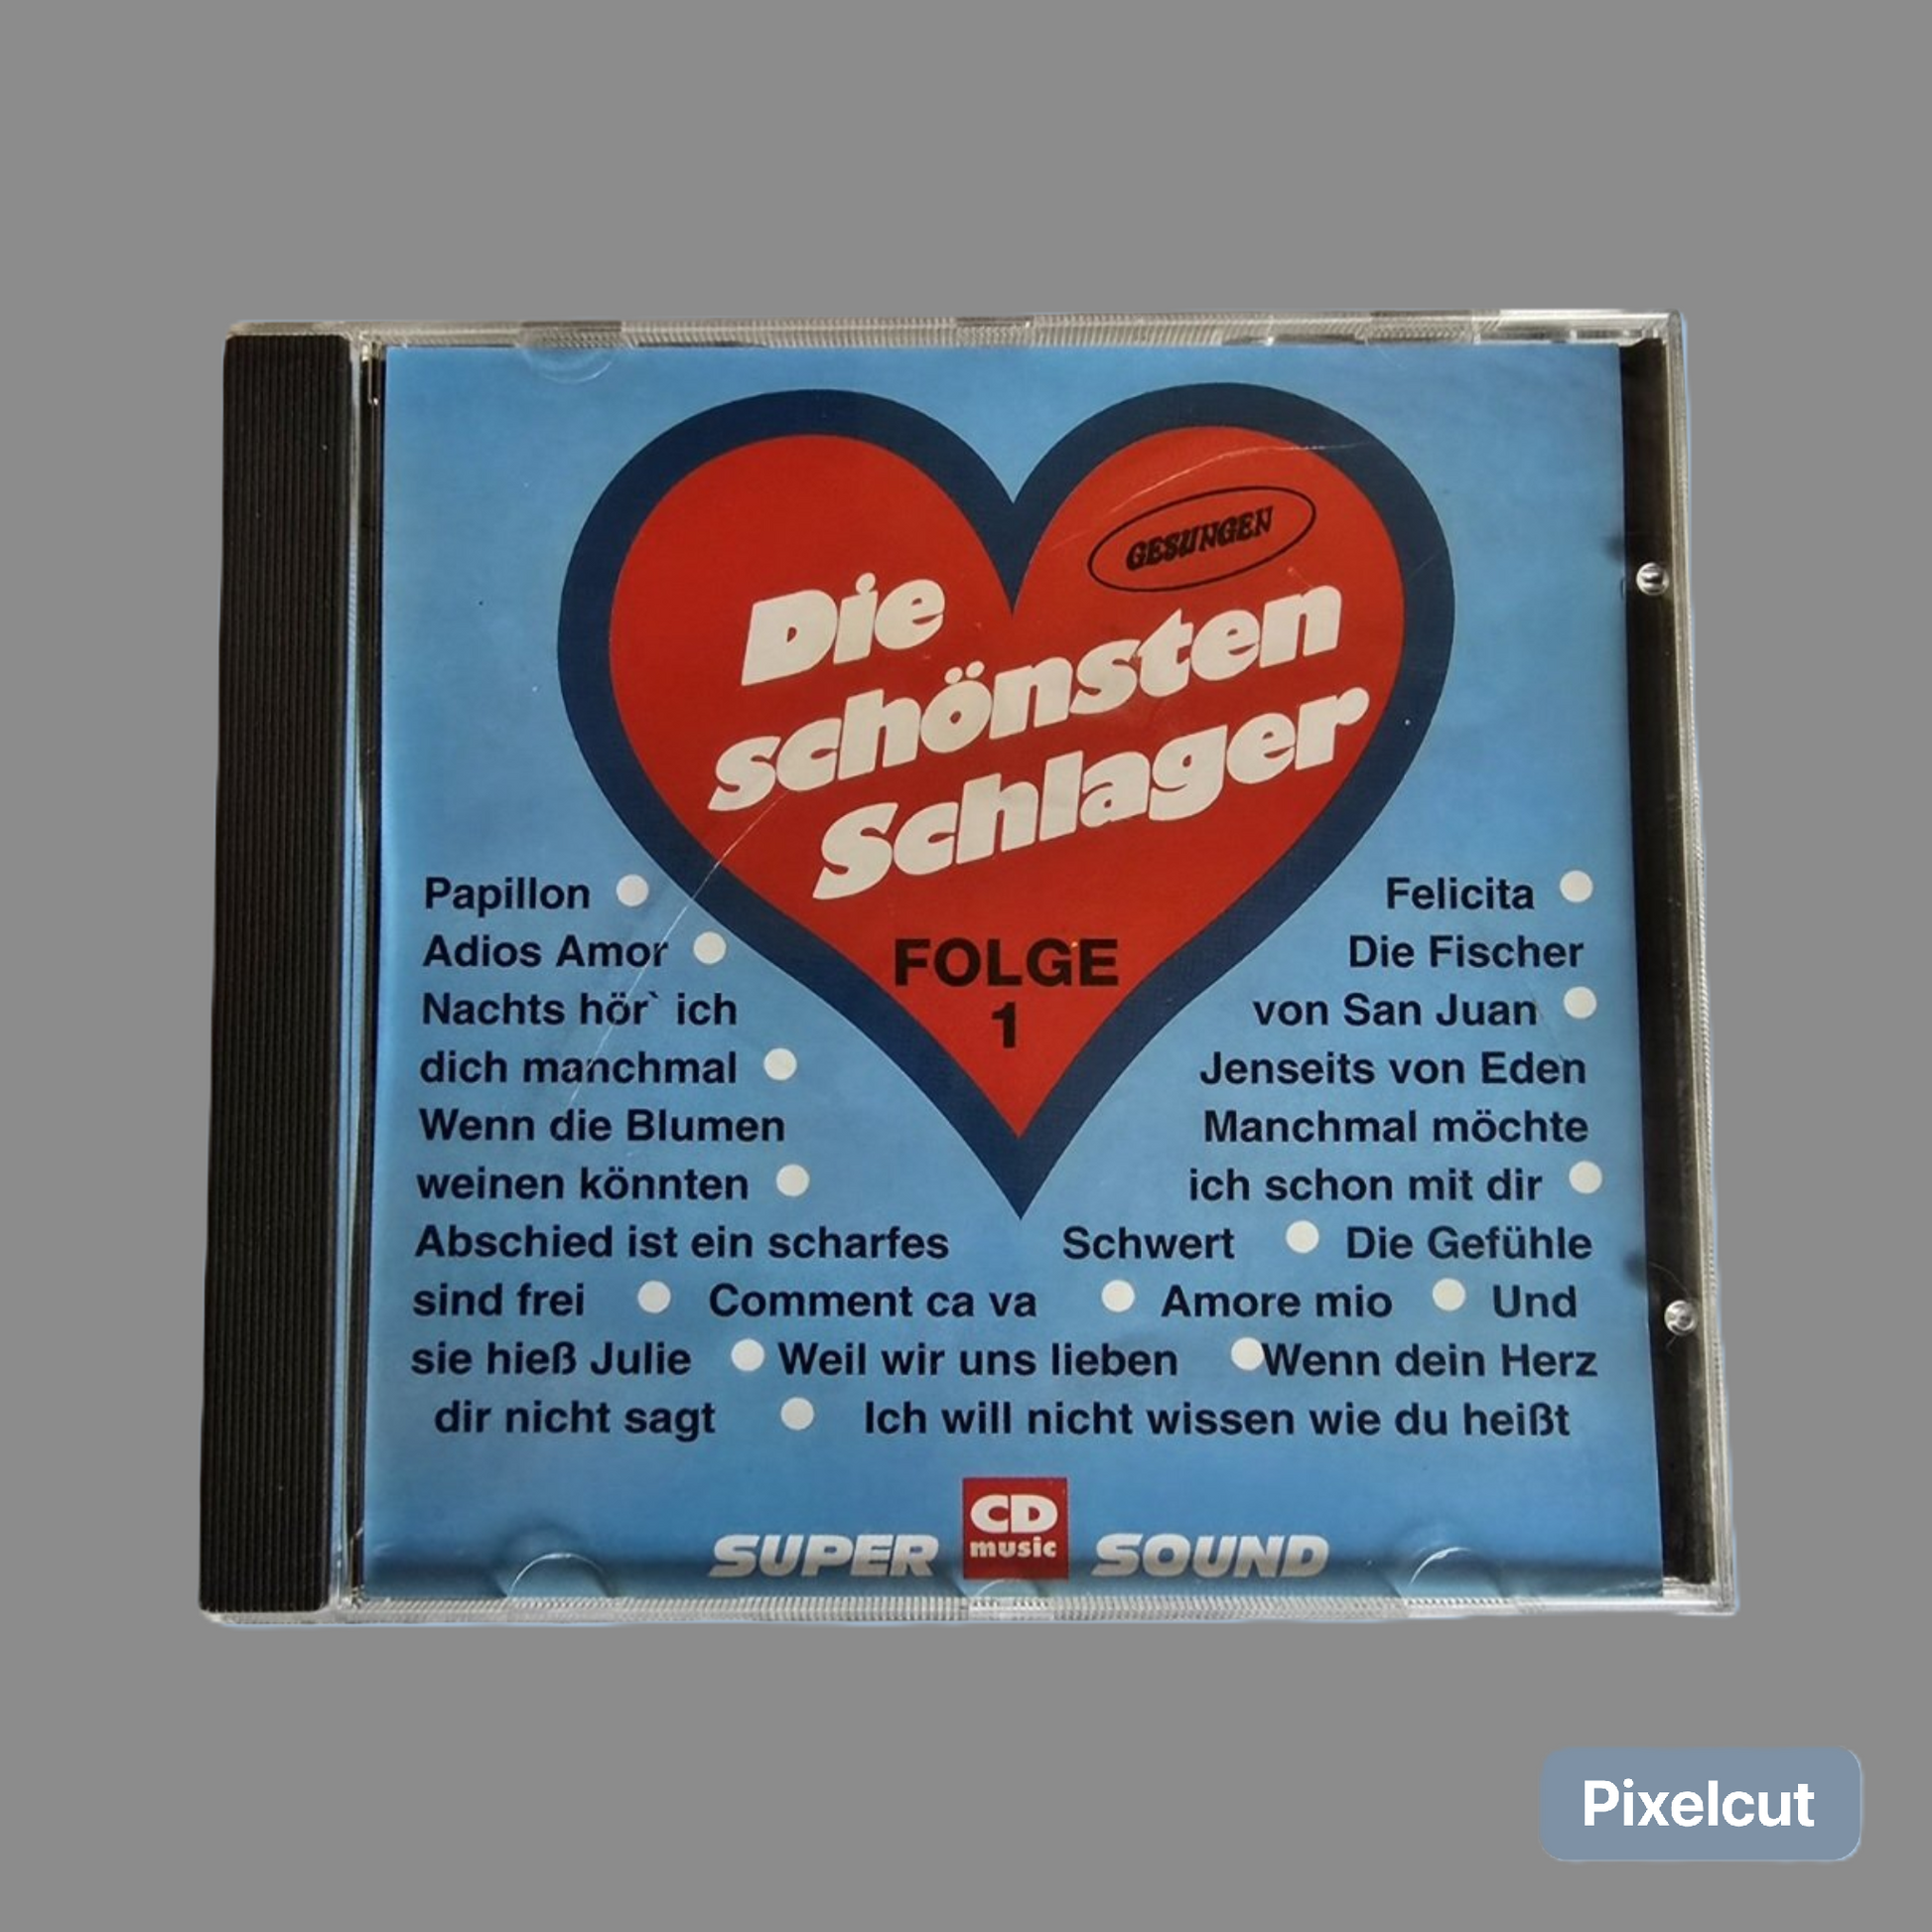 GESUNGEN
Die
schönsten
Schlager
FOLGE
1
Papillon
Adios Amor
Nachts hör` ich
dich manchmal
Wenn die Blumen
weinen könnten
Felicita
Die Fischer
von San Juan
Jenseits von Eden
Manchmal möchte
ich schon mit dir
Abschied ist ein scharfes Schwert Die Gefühle
sind frei Comment ca va Amore mio Und
sie hieß Julie Weil wir uns lieben Wenn dein Herz
dir nicht sagt Ich will nicht wissen wie du heißt
SUPER CD music SOUND
Pixelcut